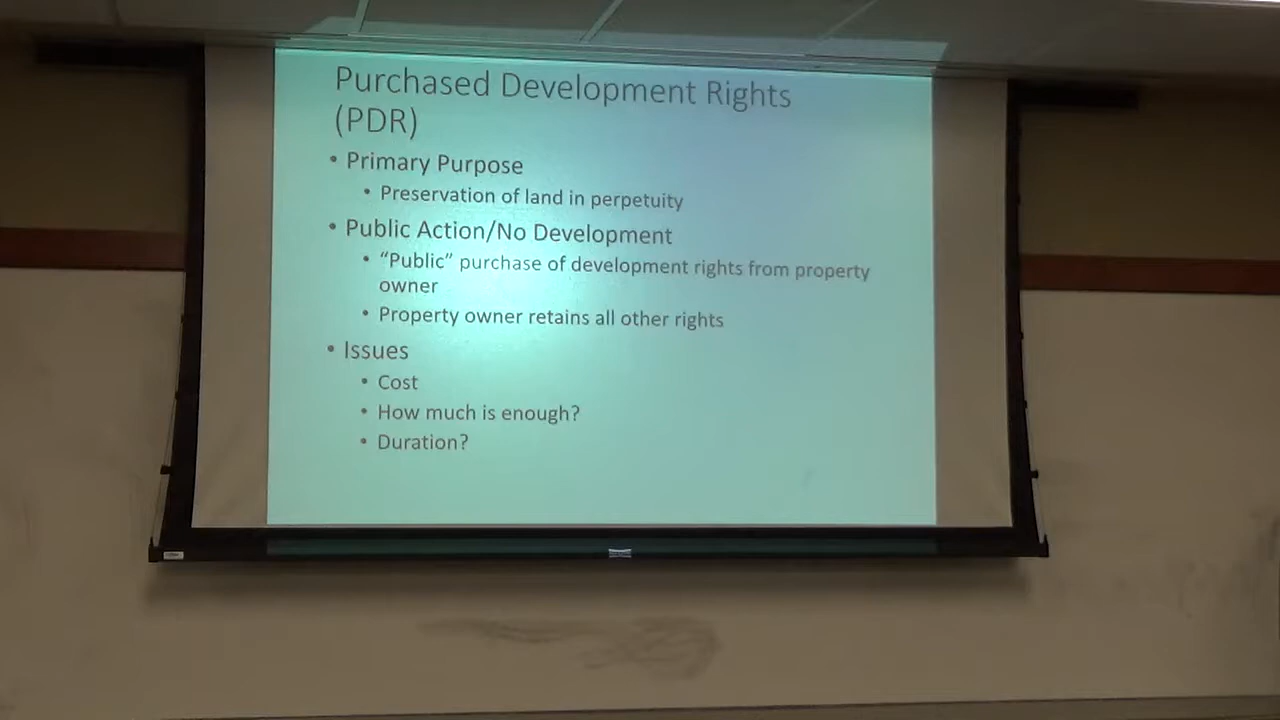 Purchased Development Rights
(PDR)
• Primary Purpose
• Preservation of land in perpetuity
• Public Action/No Development
• “Public” purchase of development rights from property
owner
• Property owner retains all other rights
• Issues
• Cost
• How much is enough?
• Duration?